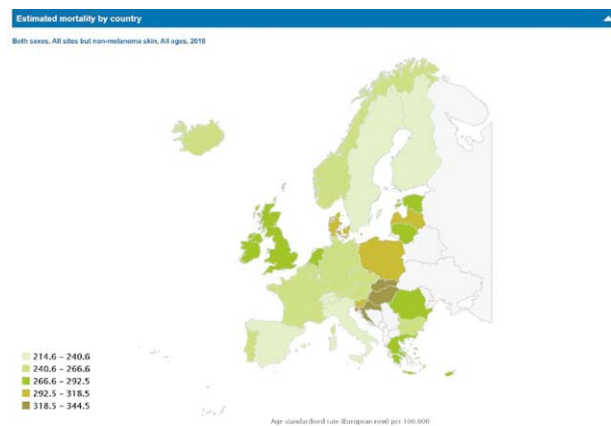 Estimated mortality by country
Both sexes, All sites but non-melanoma skin, All ages, 2018
214.6 – 240.6
240.6 – 266.6
266.6 – 292.5
292.5 – 318.5
318.5 – 344.5
Age standardised rate (European new) per 100,000